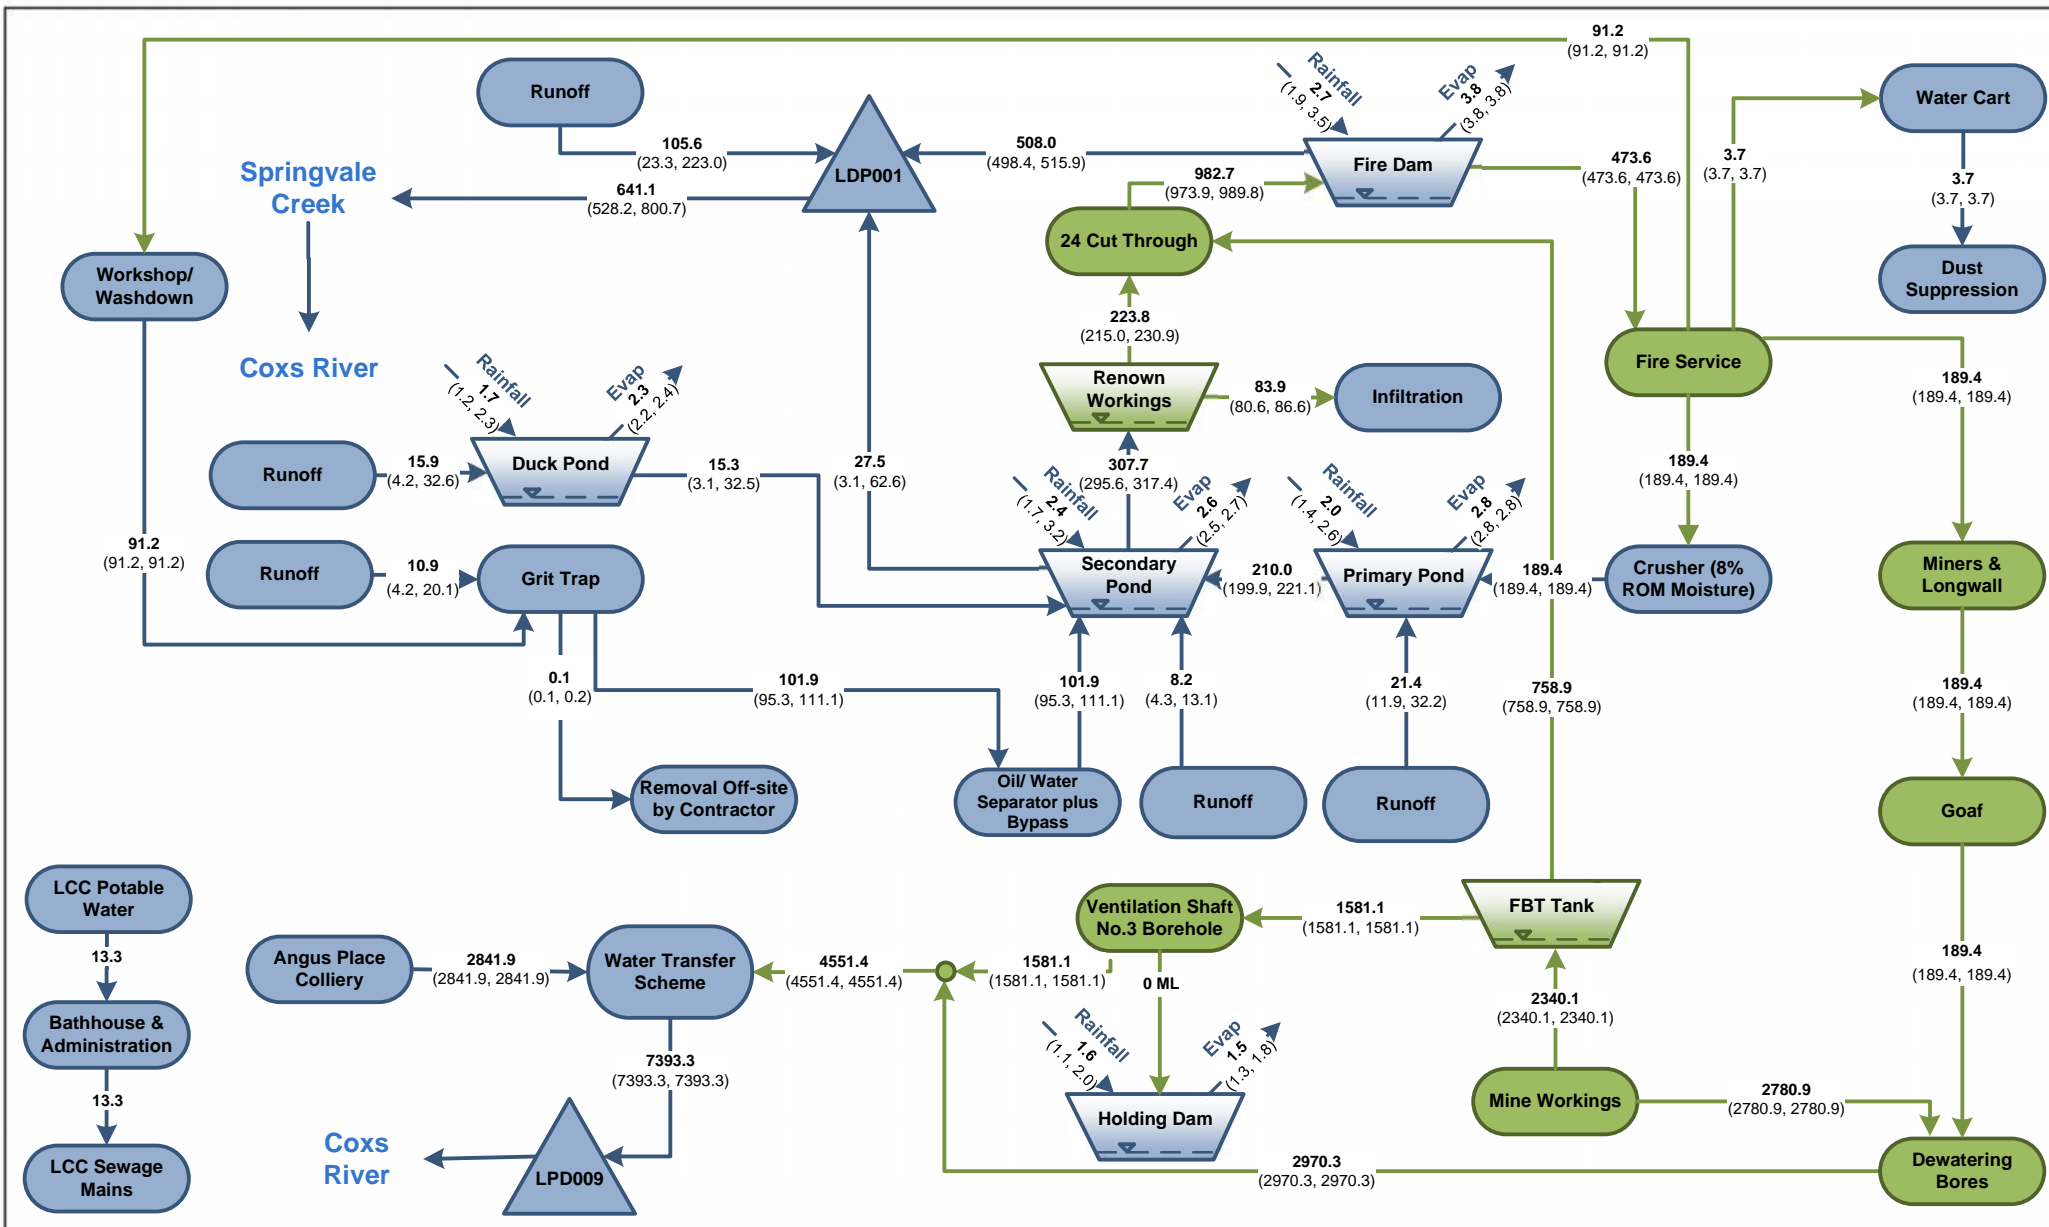 91.2
(91.2, 91.2)
Runoff
105.6
(23.3, 223.0)
LDP001
508.0
(498.4, 515.9)
Rainfall
2.7
(1.9, 3.5)
Evap
3.8
(3.8, 3.8)
Fire Dam
473.6
(473.6, 473.6)
3.7
(3.7, 3.7)
Water Cart
3.7
(3.7, 3.7)
Dust
Suppression
Springvale
Creek
641.1
(528.2, 800.7)
982.7
(973.9, 989.8)
24 Cut Through
Workshop/
Washdown
223.8
(215.0, 230.9)
Fire Service
Coxs River
Rainfall
1.7
(1.2, 2.3)
Evap
2.3
(2.2, 2.4)
Renown
Workings
83.9
(80.6, 86.6)
Infiltration
189.4
(189.4, 189.4)
Runoff
15.9
(4.2, 32.6)
Duck Pond
15.3
(3.1, 32.5)
27.5
(3.1, 62.6)
307.7
(295.6, 317.4)
Rainfall
2.4
(1.7, 3.2)
Evap
2.6
(2.5, 2.7)
Rainfall
2.0
(1.4, 2.6)
Evap
2.8
(2.8, 2.8)
189.4
(189.4, 189.4)
91.2
(91.2, 91.2)
Runoff
10.9
(4.2, 20.1)
Grit Trap
Secondary
Pond
210.0
(199.9, 221.1)
Primary Pond
189.4
(189.4, 189.4)
Crusher (8%
ROM Moisture)
Miners &
Longwall
0.1
(0.1, 0.2)
101.9
(95.3, 111.1)
101.9
(95.3, 111.1)
8.2
(4.3, 13.1)
21.4
(11.9, 32.2)
758.9
(758.9, 758.9)
189.4
(189.4, 189.4)
Removal Off-site
by Contractor
Oil/ Water
Separator plus
Bypass
Runoff
Runoff
Goaf
LCC Potable
Water
13.3
Bathhouse &
Administration
13.3
LCC Sewage
Mains
Angus Place
Colliery
2841.9
(2841.9, 2841.9)
Water Transfer
Scheme
4551.4
(4551.4, 4551.4)
1581.1
(1581.1, 1581.1)
Ventilation Shaft
No.3 Borehole
1581.1
(1581.1, 1581.1)
FBT Tank
189.4
(189.4, 189.4)
0 ML
2340.1
(2340.1, 2340.1)
7393.3
(7393.3, 7393.3)
Rainfall
1.6
(1.1, 2.0)
Evap
1.5
(1.3, 1.8)
Holding Dam
Mine Workings
2780.9
(2780.9, 2780.9)
Coxs
River
LPD009
2970.3
(2970.3, 2970.3)
Dewatering
Bores